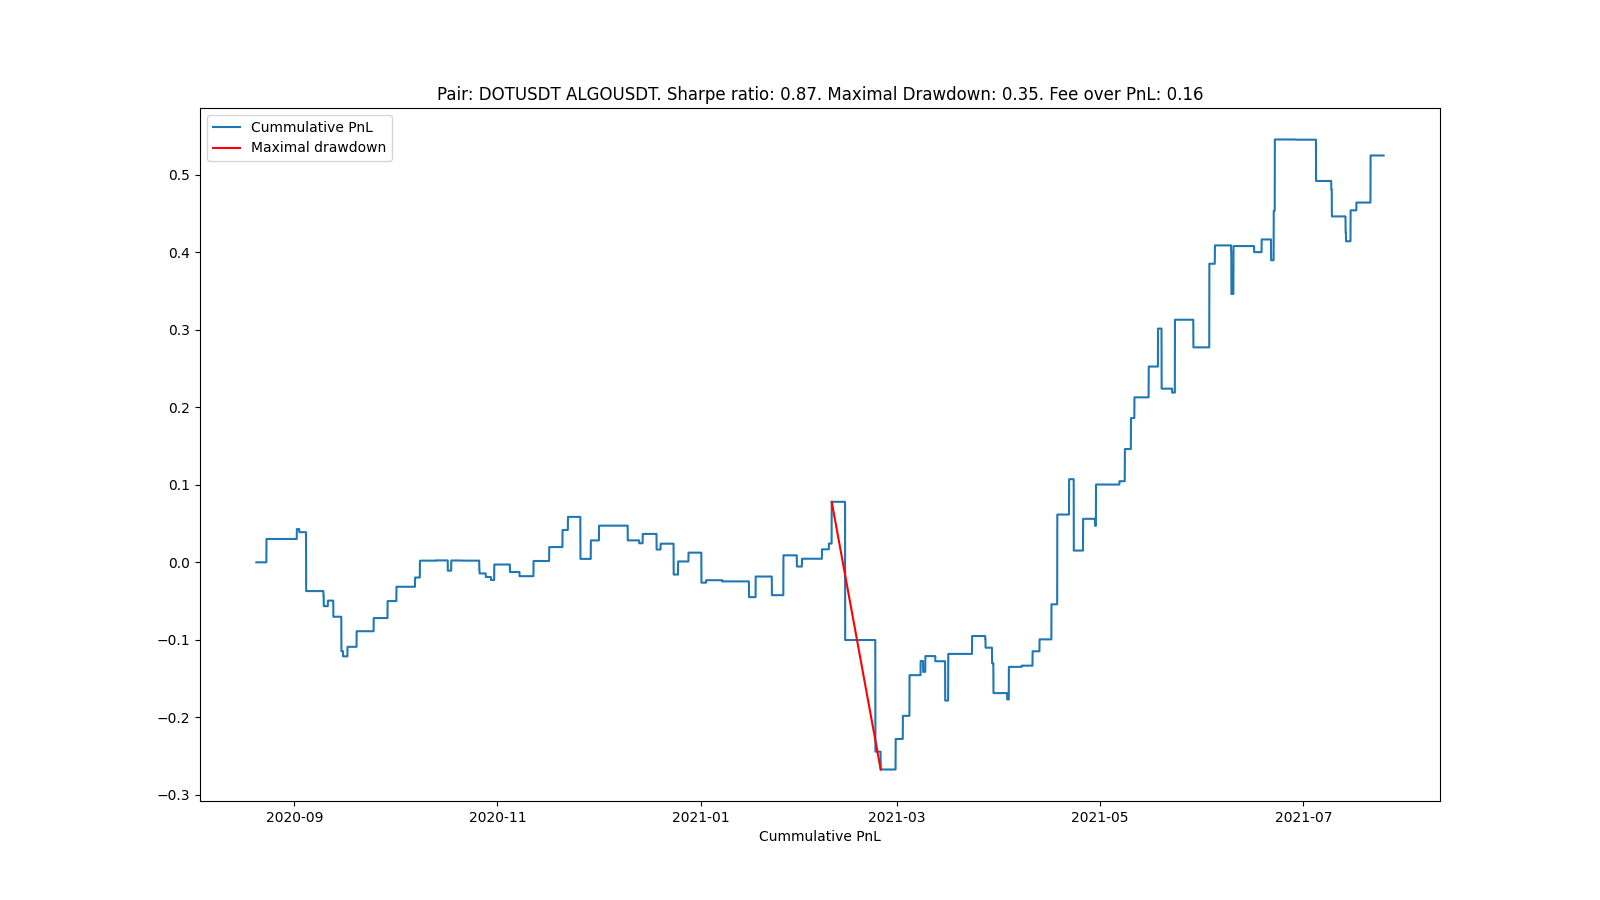 Pair: DOTUSDT ALGOUSDT. Sharpe ratio: 0.87. Maximal Drawdown: 0.35. Fee over PnL: 0.16
Cummulative PnL
Maximal drawdown
0.5
0.4
0.3
0.2
0.1
0.0
−0.1
−0.2
−0.3
2020-09 2020-11 2021-01 2021-03 2021-05 2021-07
Cummulative PnL